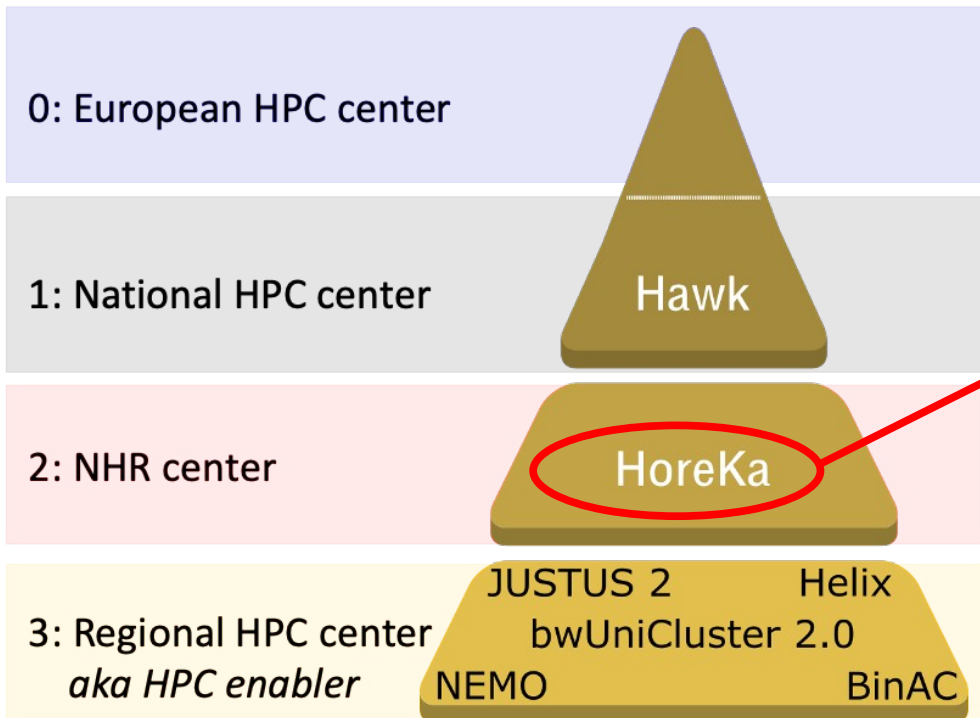 0: European HPC center
1: National HPC center
Hawk
2: NHR center
HoreKa
3: Regional HPC center
aka HPC enabler
JUSTUS 2 Helix
bwUniCluster 2.0
NEMO BinAC